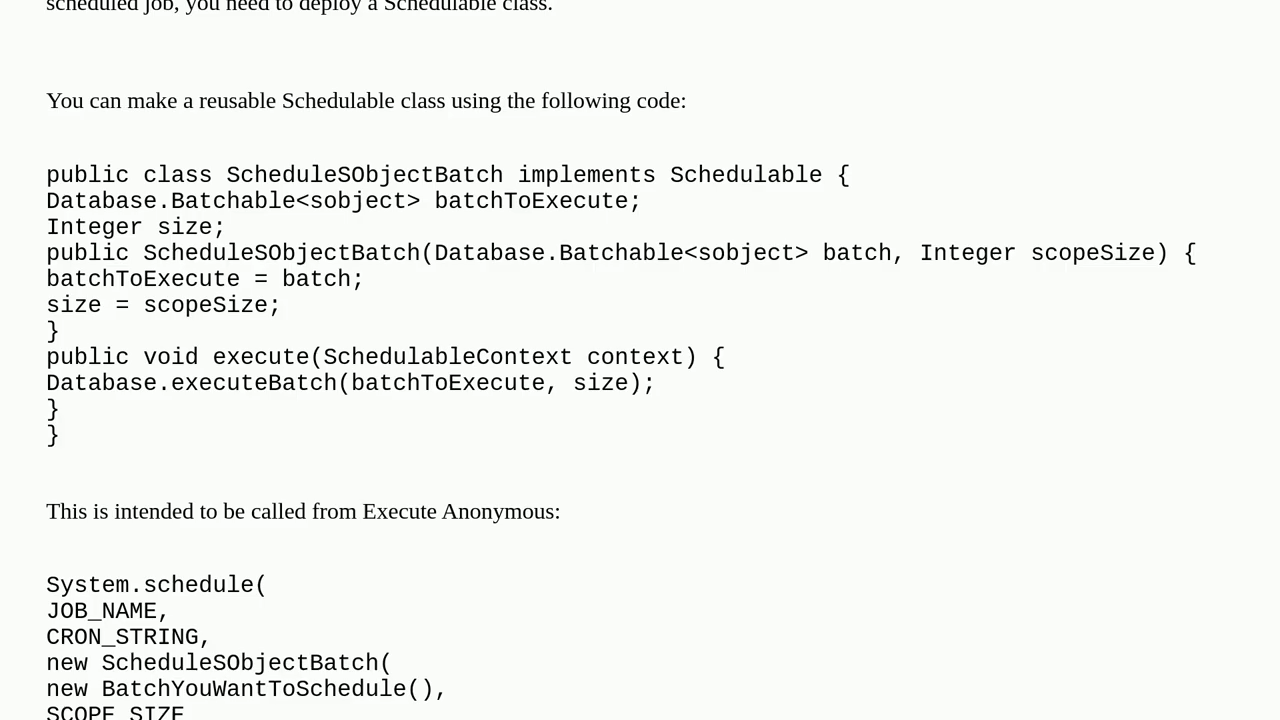 scheduled job, you need to deploy a Schedulable class.
You can make a reusable Schedulable class using the following code:
public class ScheduleSObjectBatch implements Schedulable {
Database.Batchable<sobject> batchToExecute;
Integer size;
public ScheduleSObjectBatch(Database.Batchable<sobject> batch, Integer scopeSize) {
batchToExecute = batch;
size = scopeSize;
}
public void execute(SchedulableContext context) {
Database.executeBatch(batchToExecute, size);
}
}
This is intended to be called from Execute Anonymous:
System.schedule(
JOB_NAME,
CRON_STRING,
new ScheduleSObjectBatch(
new BatchYouWantToSchedule(),
SCOPE_SIZE